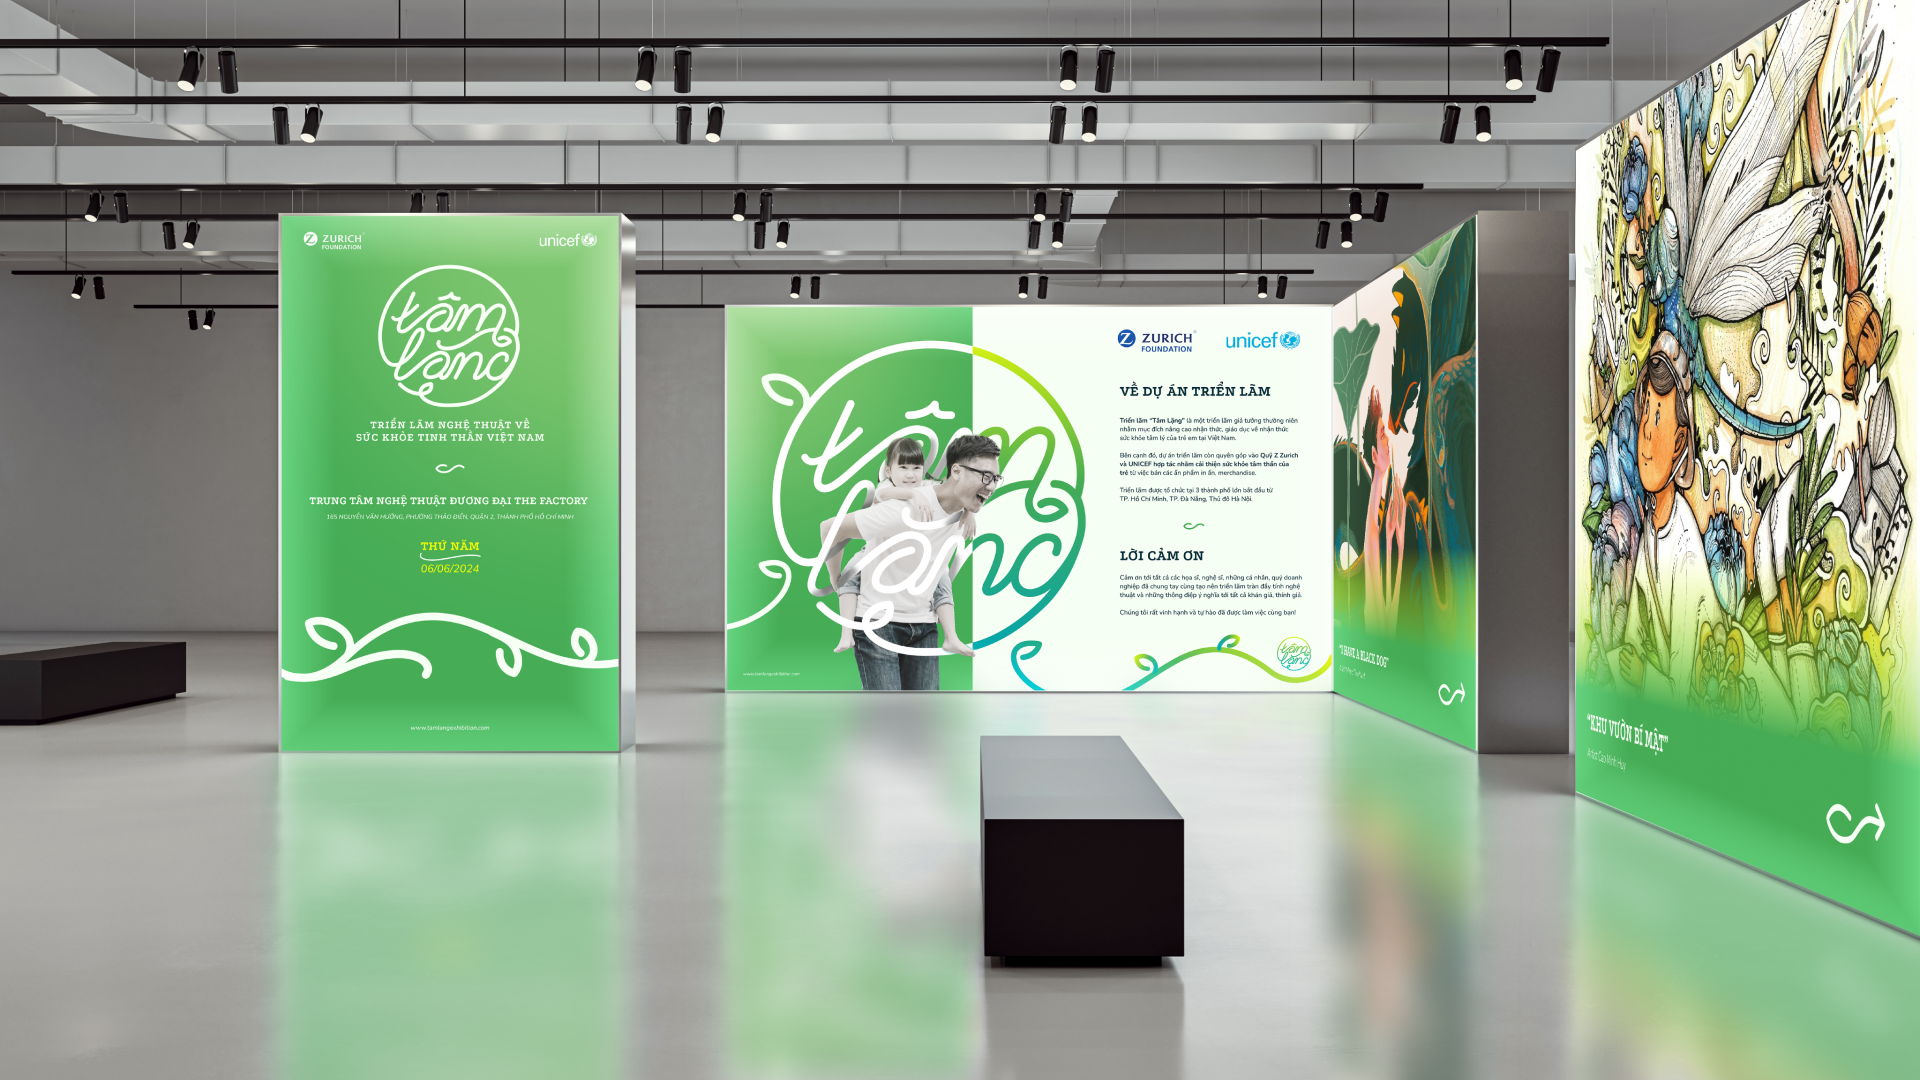 ZURICH
FOUNDATION
unicef
tâm
lặng
TRIỂN LÃM NGHỆ THUẬT VỀ
SỨC KHỎE TINH THẦN VIỆT NAM
TRUNG TÂM NGHỆ THUẬT ĐƯƠNG ĐẠI THE FACTORY
165 NGUYỄN VĂN HƯỞNG, PHƯỜNG THẢO ĐIỀN, QUẬN 2, THÀNH PHỐ HỒ CHÍ MINH
THỨ NĂM
06/06/2024
www.tamlangexhibition.com
tâm
lặng
www.tamlangexhibition.com
ZURICH
FOUNDATION
unicef
VỀ DỰ ÁN TRIỂN LÃM
Triển lãm "Tâm Lặng" là một triển lãm giả tưởng thường niên
nhằm mục đích nâng cao nhận thức, giáo dục về nhận thức
sức khỏe tâm lý của trẻ em tại Việt Nam.
Bên cạnh đó, dự án triển lãm còn quyên góp vào Quỹ Z Zurich
và UNICEF hợp tác nhằm cải thiện sức khỏe tâm thần của
trẻ từ việc bán các ấn phẩm in ấn, merchandise.
Triển lãm được tổ chức tại 3 thành phố lớn bắt đầu từ
TP. Hồ Chí Minh, TP. Đà Nẵng, Thủ đô Hà Nội.
LỜI CẢM ƠN
Cảm ơn tới tất cả các họa sĩ, nghệ sĩ, những cá nhân, quý doanh
nghiệp đã chung tay cùng tạo nên triển lãm tràn đầy tính nghệ
thuật và những thông điệp ý nghĩa tới tất cả khán giả, thính giả.
Chúng tôi rất vinh hạnh và tự hào đã được làm việc cùng bạn!
tâm
lặng
"I HAVE A BLACK DOG"
"KHU VƯỜN BÍ MẬT"
Artist Cao Minh Huy